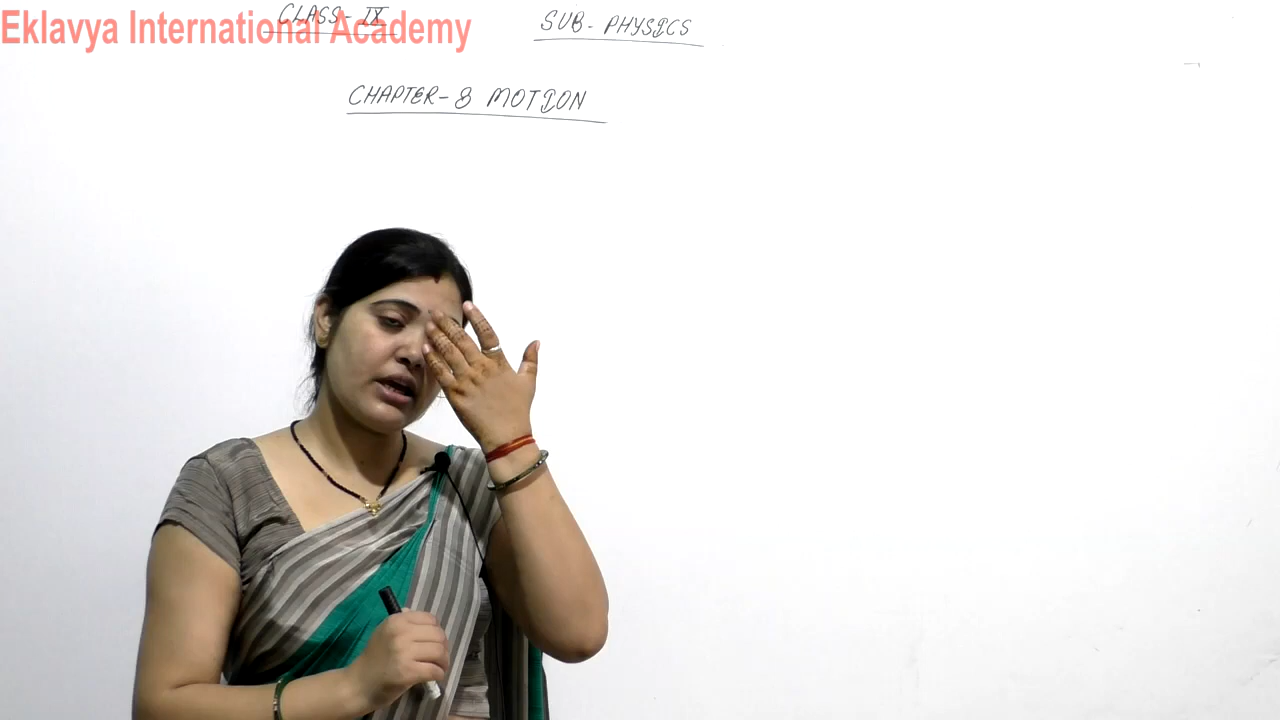 Eklavya International Academy
CLASS- IX SUB- PHYSICS
CHAPTER-8 MOTION